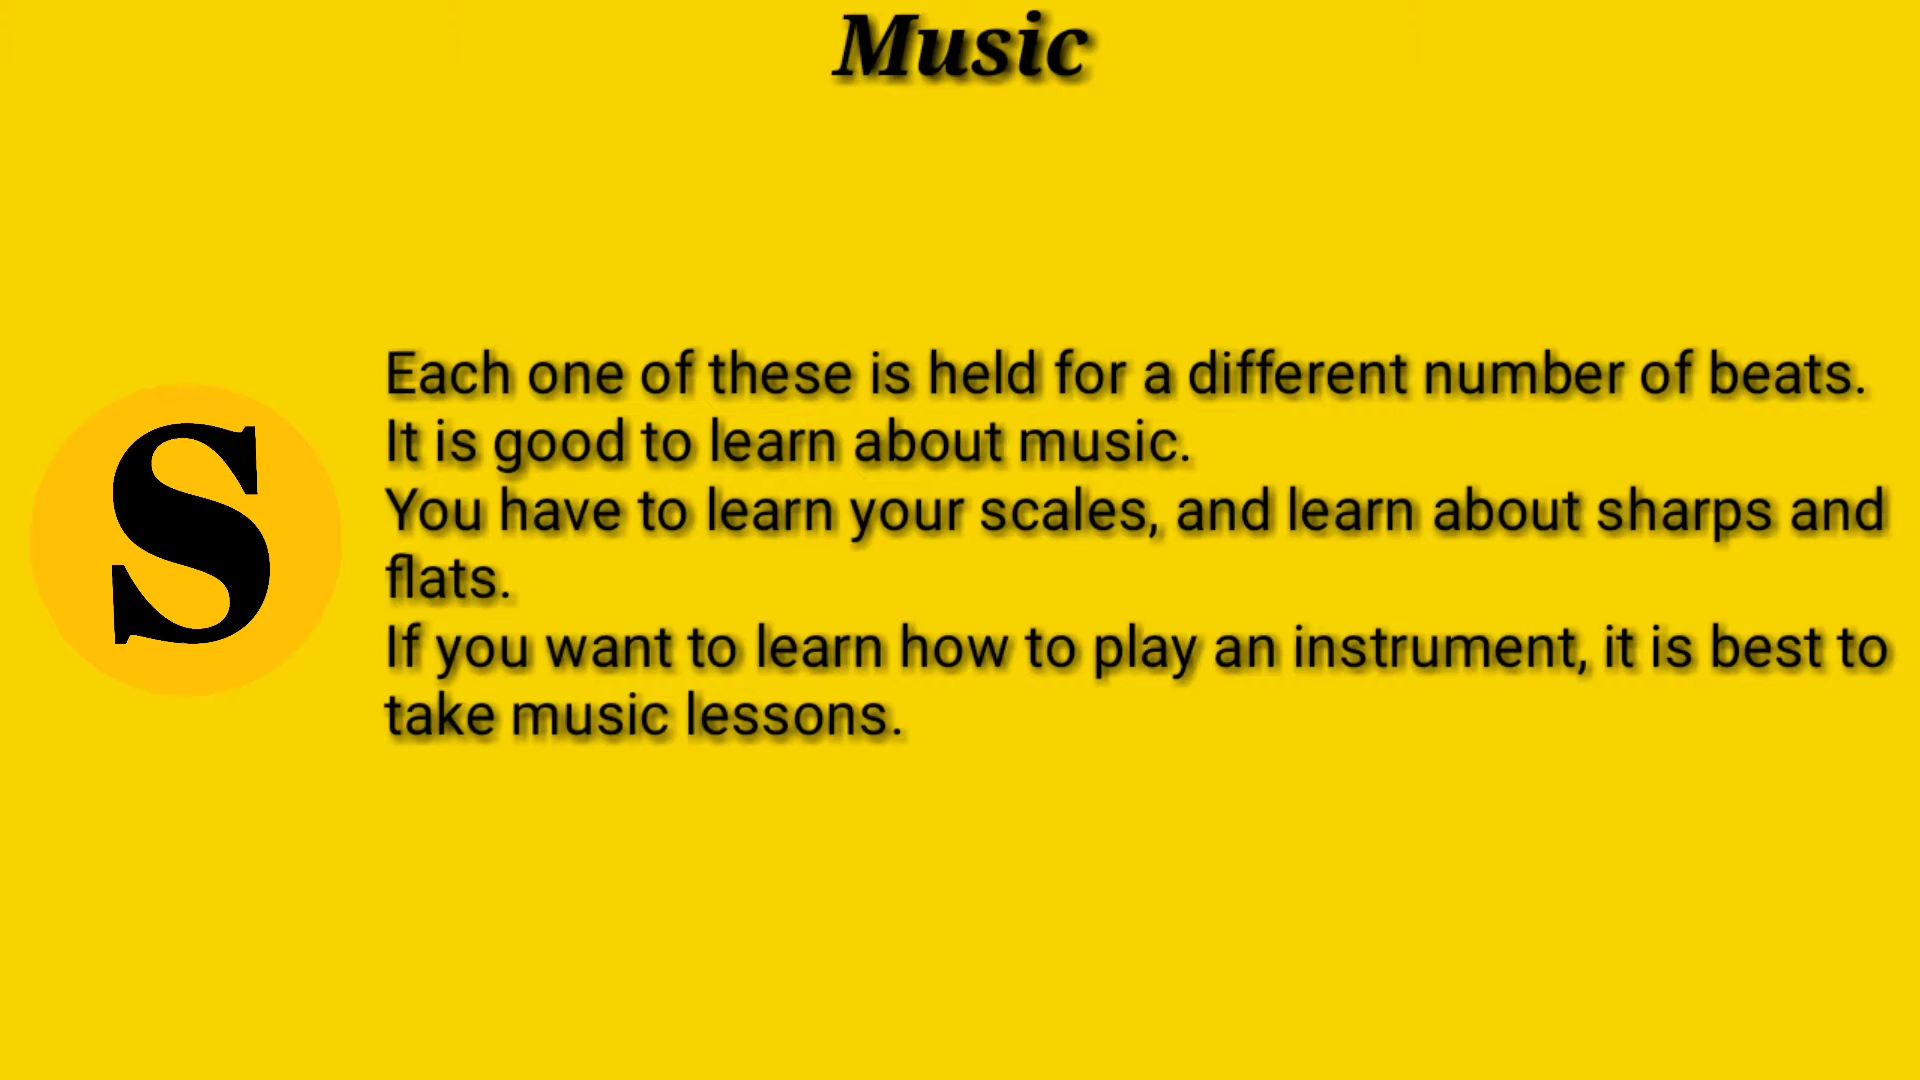 Music
S
Each one of these is held for a different number of beats.
It is good to learn about music.
You have to learn your scales, and learn about sharps and
flats.
If you want to learn how to play an instrument, it is best to
take music lessons.